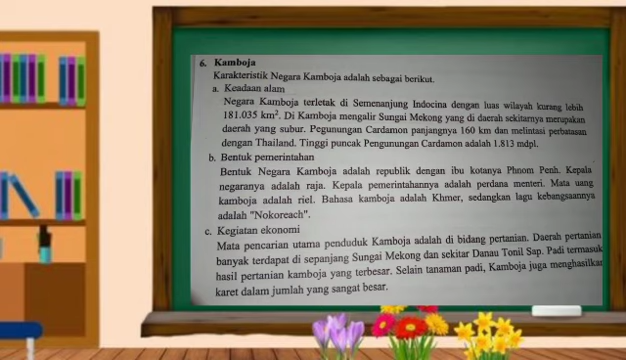 6. Kamboja
Karakteristik Negara Kamboja adalah sebagai berikut.
a. Keadaan alam
Negara Kamboja terletak di Semenanjung Indocina dengan luas wilayah kurang lebih
181.035 km². Di Kamboja mengalir Sungai Mekong yang di daerah sekitarnya merupakan
daerah yang subur. Pegunungan Cardamon panjangnya 160 km dan melintasi perbatasan
dengan Thailand. Tinggi puncak Pengunungan Cardamon adalah 1.813 mdpl.
b. Bentuk pemerintahan
Bentuk Negara Kamboja adalah republik dengan ibu kotanya Phnom Penh. Kepala
negaranya adalah raja. Kepala pemerintahannya adalah perdana menteri. Mata uang
kamboja adalah riel. Bahasa kamboja adalah Khmer, sedangkan lagu kebangsaannya
adalah "Nokoreach".
c. Kegiatan ekonomi
Mata pencarian utama penduduk Kamboja adalah di bidang pertanian. Daerah pertanian
banyak terdapat di sepanjang Sungai Mekong dan sekitar Danau Tonil Sap. Padi termasuk
hasil pertanian kamboja yang terbesar. Selain tanaman padi, Kamboja juga menghasilkan
karet dalam jumlah yang sangat besar.